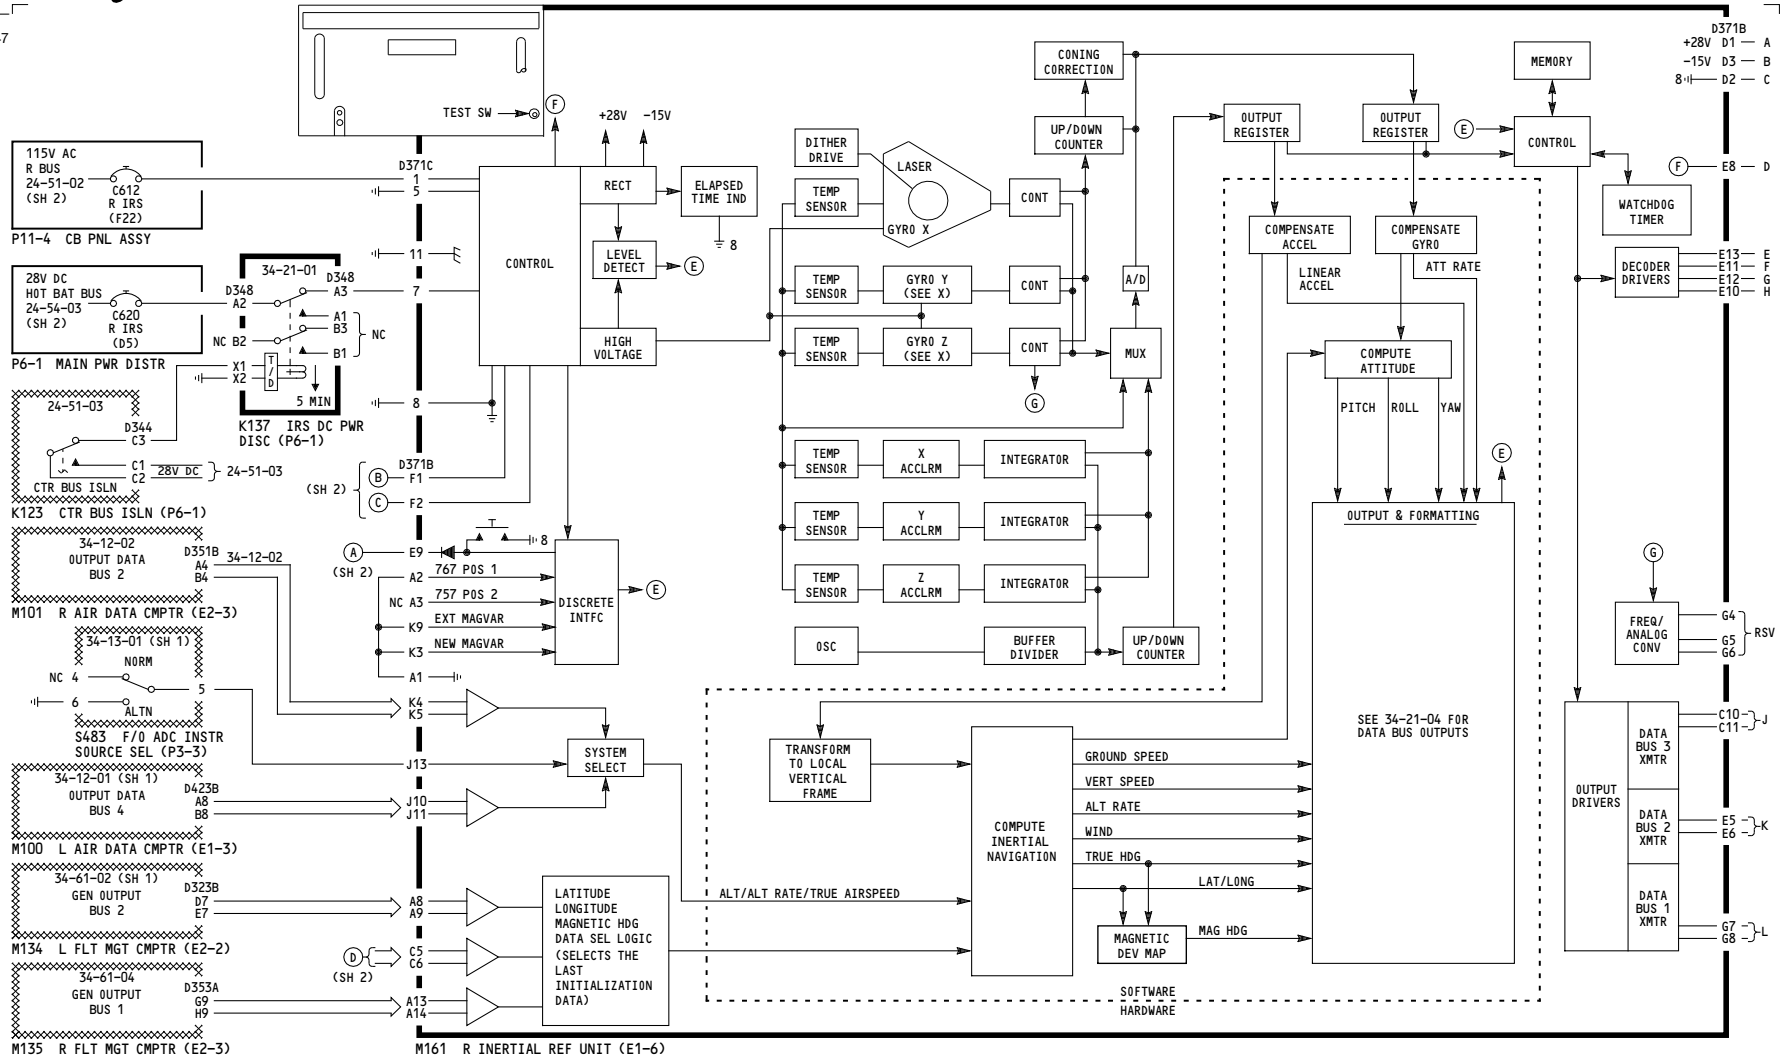 47
TEST SW
115V AC
R BUS
24-51-02
(SH 2)
C612
R IRS
(F22)
P11-4 CB PNL ASSY
28V DC
HOT BAT BUS
24-54-03
(SH 2)
C620
R IRS
(D5)
P6-1 MAIN PWR DISTR
34-21-01
D348
D348
A2
A3
A1
B3
NC
NC B2
B1
X1
X2
T/D
5 MIN
K137 IRS DC PWR
DISC (P6-1)
24-51-03
D344
C3
C1
C2
28V DC
24-51-03
CTR BUS ISLN
K123 CTR BUS ISLN (P6-1)
34-12-02
OUTPUT DATA
BUS 2
D351B
A4
B4
34-12-02
M101 R AIR DATA CMPTR (E2-3)
34-13-01 (SH 1)
NORM
NC 4
5
6
ALTN
S483 F/O ADC INSTR
SOURCE SEL (P3-3)
34-12-01 (SH 1)
OUTPUT DATA
BUS 4
D423B
A8
B8
M100 L AIR DATA CMPTR (E1-3)
34-61-02 (SH 1)
GEN OUTPUT
BUS 2
D323B
D7
E7
M134 L FLT MGT CMPTR (E2-2)
34-61-04
GEN OUTPUT
BUS 1
D353A
G9
H9
M135 R FLT MGT CMPTR (E2-3)
D371C
1
5
11
7
8
D371B
(SH 2)
B
F1
C
F2
A
(SH 2)
E9
T
8
A2
767 POS 1
NC A3
757 POS 2
K9
EXT MAGVAR
K3
NEW MAGVAR
A1
DISCRETE
INTFC
E
K4
K5
J13
J10
J11
SYSTEM
SELECT
A8
A9
D
(SH 2)
C5
C6
A13
A14
LATITUDE
LONGITUDE
MAGNETIC HDG
DATA SEL LOGIC
(SELECTS THE
LAST
INITIALIZATION
DATA)
M161 R INERTIAL REF UNIT (E1-6)
F
+28V
-15V
CONTROL
RECT
ELAPSED
TIME IND
8
LEVEL
DETECT
E
HIGH
VOLTAGE
DITHER
DRIVE
LASER
GYRO X
TEMP
SENSOR
CONT
TEMP
SENSOR
GYRO Y
(SEE X)
CONT
TEMP
SENSOR
GYRO Z
(SEE X)
CONT
G
TEMP
SENSOR
X
ACCLRM
INTEGRATOR
TEMP
SENSOR
Y
ACCLRM
INTEGRATOR
TEMP
SENSOR
Z
ACCLRM
INTEGRATOR
OSC
BUFFER
DIVIDER
UP/DOWN
COUNTER
CONING
CORRECTION
UP/DOWN
COUNTER
A/D
MUX
OUTPUT
REGISTER
OUTPUT
REGISTER
E
MEMORY
CONTROL
WATCHDOG
TIMER
COMPENSATE
ACCEL
COMPENSATE
GYRO
LINEAR
ACCEL
ATT RATE
COMPUTE
ATTITUDE
PITCH
ROLL
YAW
E
OUTPUT & FORMATTING
SEE 34-21-04 FOR
DATA BUS OUTPUTS
TRANSFORM
TO LOCAL
VERTICAL
FRAME
COMPUTE
INERTIAL
NAVIGATION
GROUND SPEED
VERT SPEED
ALT RATE
WIND
TRUE HDG
LAT/LONG
MAGNETIC
DEV MAP
MAG HDG
ALT/ALT RATE/TRUE AIRSPEED
SOFTWARE
HARDWARE
D371B
+28V D1 A
-15V D3 B
8 D2 C
F
E8 D
DECODER
DRIVERS
E13 E
E11 F
E12 G
E10 H
G
FREQ/
ANALOG
CONV
G4
G5
G6
RSV
OUTPUT
DRIVERS
DATA
BUS 3
XMTR
C10
C11
J
DATA
BUS 2
XMTR
E5
E6
K
DATA
BUS 1
XMTR
G7
G8
L